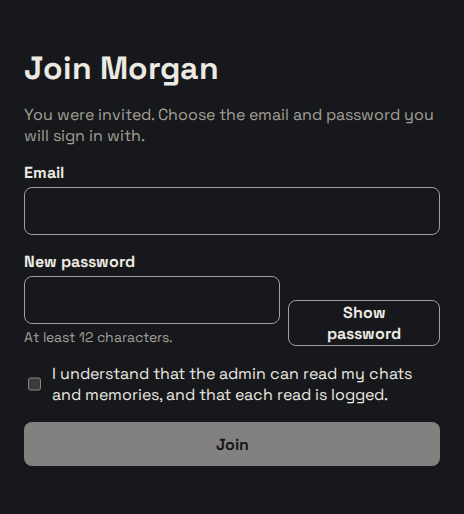 Join Morgan
You were invited. Choose the email and password you
will sign in with.
Email
New password
Show
password
At least 12 characters.
I understand that the admin can read my chats
and memories, and that each read is logged.
Join